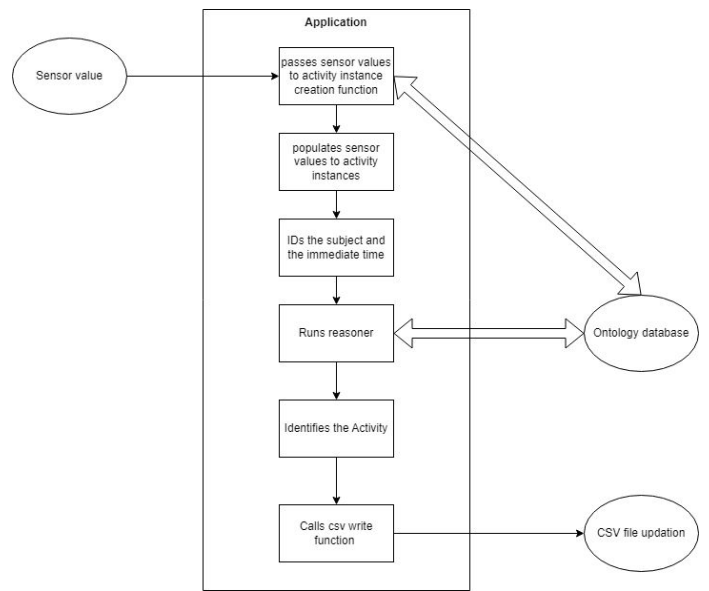 Application
Sensor value
passes sensor values
to activity instance
creation function
populates sensor
values to activity
instances
IDs the subject and
the immediate time
Runs reasoner
Ontology database
Identifies the Activity
Calls csv write
function
CSV file updation